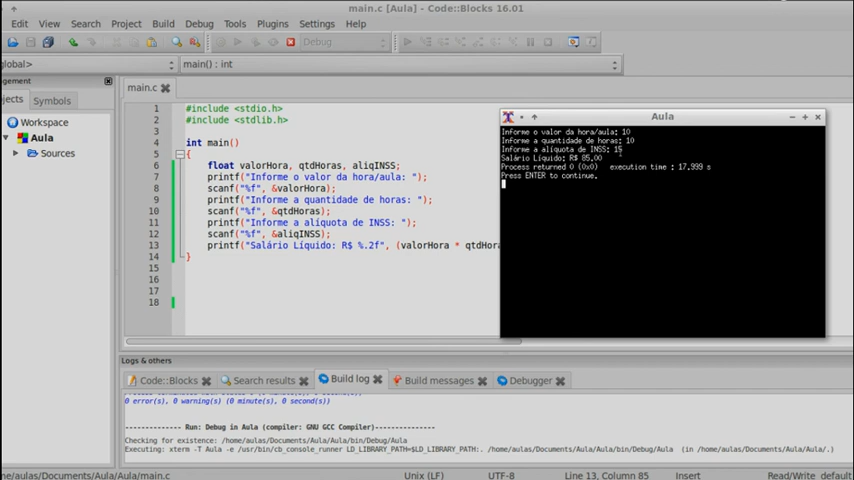 main.c [Aula] - Code::Blocks 16.01
Edit View Search Project Build Debug Tools Plugins Settings Help
Debug
global> main() : int
agement
ojects Symbols
Workspace
Aula
Sources
main.c
1 #include <stdio.h>
2 #include <stdlib.h>
3
4 int main()
5 {
6 float valorHora, qtdHoras, aliqINSS;
7 printf("Informe o valor da hora/aula: ");
8 scanf("%f", &valorHora);
9 printf("Informe a quantidade de horas: ");
10 scanf("%f", &qtdHoras);
11 printf("Informe a alíquota de INSS: ");
12 scanf("%f", &aliqINSS);
13 printf("Salário Líquido: R$ %.2f", (valorHora * qtdHora
14 }
15
16
17
18
Aula
Informe o valor da hora/aula: 10
Informe a quantidade de horas: 10
Informe a alíquota de INSS: 15
Salário Líquido: R$ 85.00
Process returned 0 (0x0) execution time : 17.999 s
Press ENTER to continue.
Logs & others
Code::Blocks Search results Build log Build messages Debugger
0 error(s), 0 warning(s) (0 minute(s), 0 second(s))
-------------- Run: Debug in Aula (compiler: GNU GCC Compiler)---------------
Checking for existence: /home/aulas/Documents/Aula/Aula/bin/Debug/Aula
Executing: xterm -T Aula -e /usr/bin/cb_console_runner LD_LIBRARY_PATH=$LD_LIBRARY_PATH:. /home/aulas/Documents/Aula/Aula/bin/Debug/Aula (in /home/aulas/Documents/Aula/Aula/.)
/home/aulas/Documents/Aula/Aula/main.c Unix (LF) UTF-8 Line 13, Column 85 Insert Read/Write default